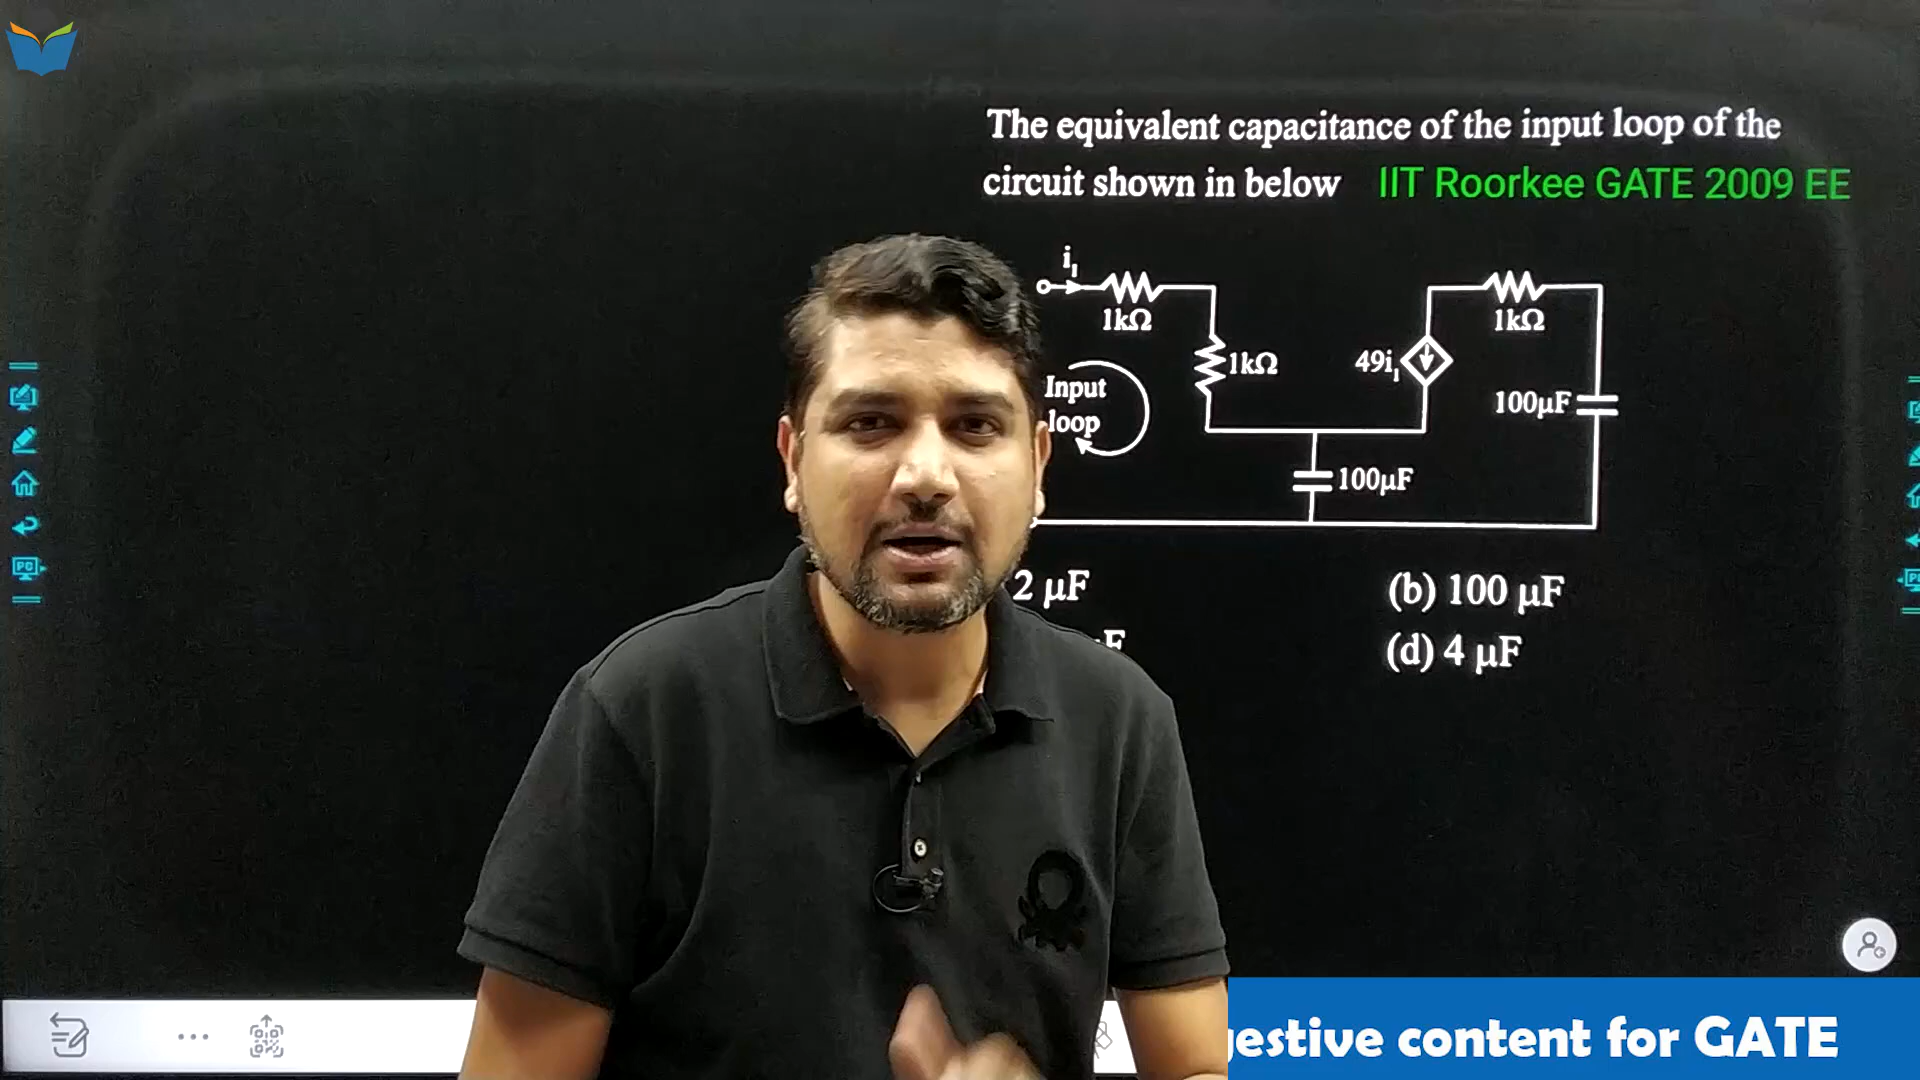 The equivalent capacitance of the input loop of the
circuit shown in below IIT Roorkee GATE 2009 EE
i1
1kΩ
1kΩ
1kΩ
49i1
Input
loop
100μF
100μF
2 μF
(b) 100 μF
(d) 4 μF
PC
content for GATE